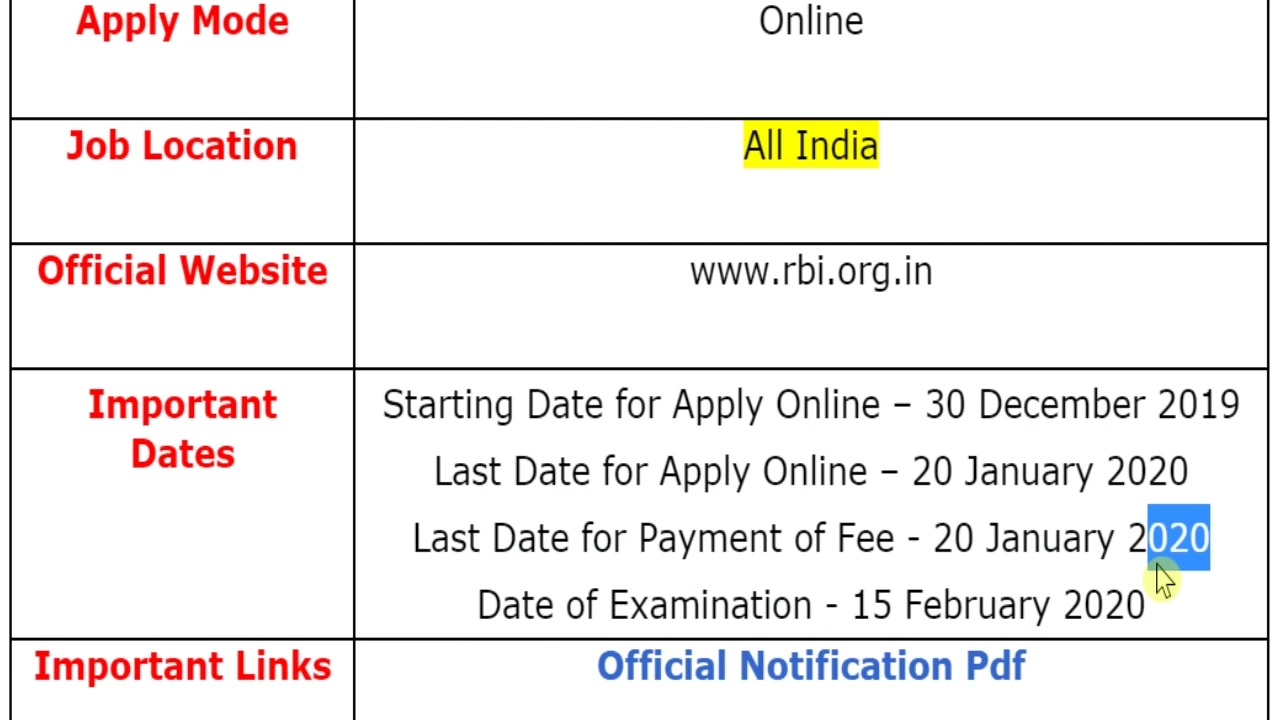 Apply Mode
Online
Job Location
All India
Official Website
www.rbi.org.in
Important
Dates
Starting Date for Apply Online – 30 December 2019
Last Date for Apply Online – 20 January 2020
Last Date for Payment of Fee - 20 January 2020
Date of Examination - 15 February 2020
Important Links
Official Notification Pdf